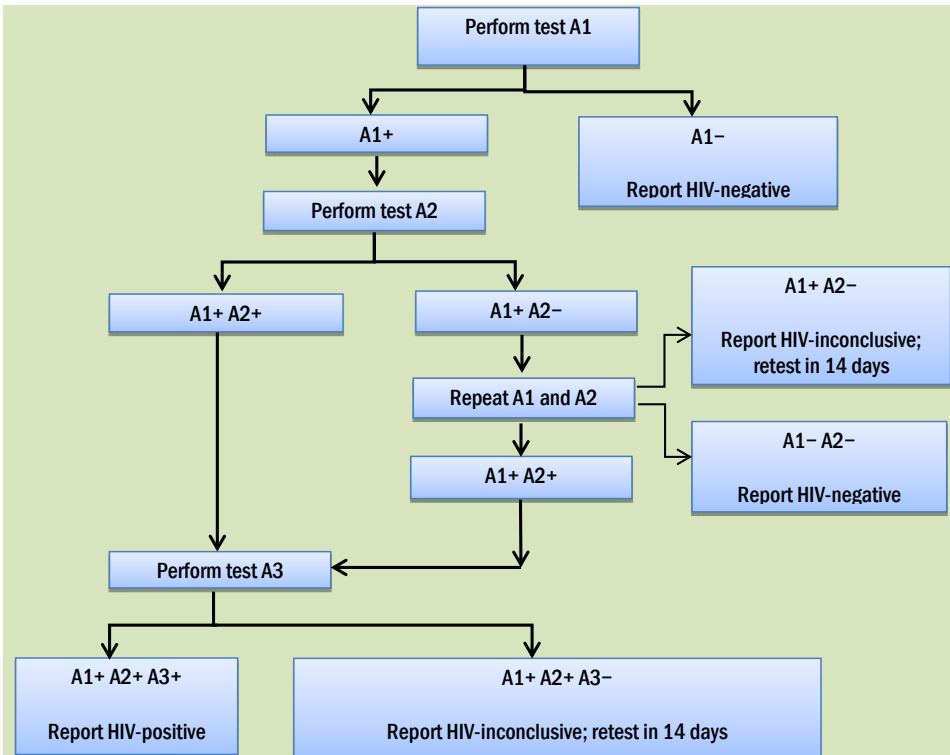 Perform test A1
A1+
A1−
Report HIV-negative
Perform test A2
A1+ A2+
A1+ A2−
A1+ A2−
Report HIV-inconclusive;
retest in 14 days
Repeat A1 and A2
A1− A2−
Report HIV-negative
A1+ A2+
Perform test A3
A1+ A2+ A3+
Report HIV-positive
A1+ A2+ A3−
Report HIV-inconclusive; retest in 14 days